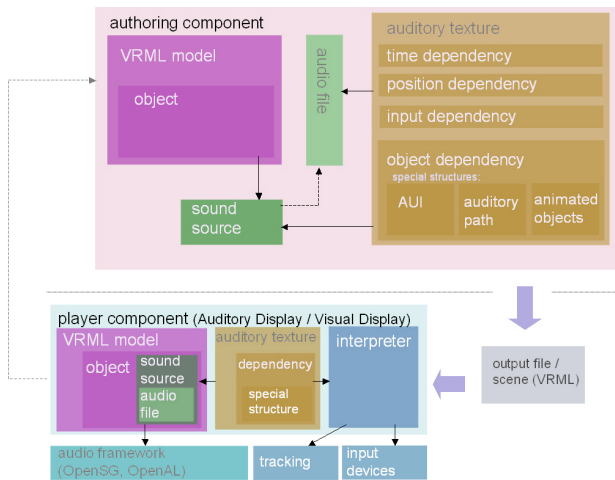 authoring component
VRML model
object
audio file
auditory texture
time dependency
position dependency
input dependency
object dependency
special structures:
AUI
auditory
path
animated
objects
sound
source
player component (Auditory Display / Visual Display)
VRML model
object
sound
source
audio
file
auditory texture
dependency
special
structure
interpreter
output file /
scene (VRML)
audio framework
(OpenSG, OpenAL)
tracking
input
devices